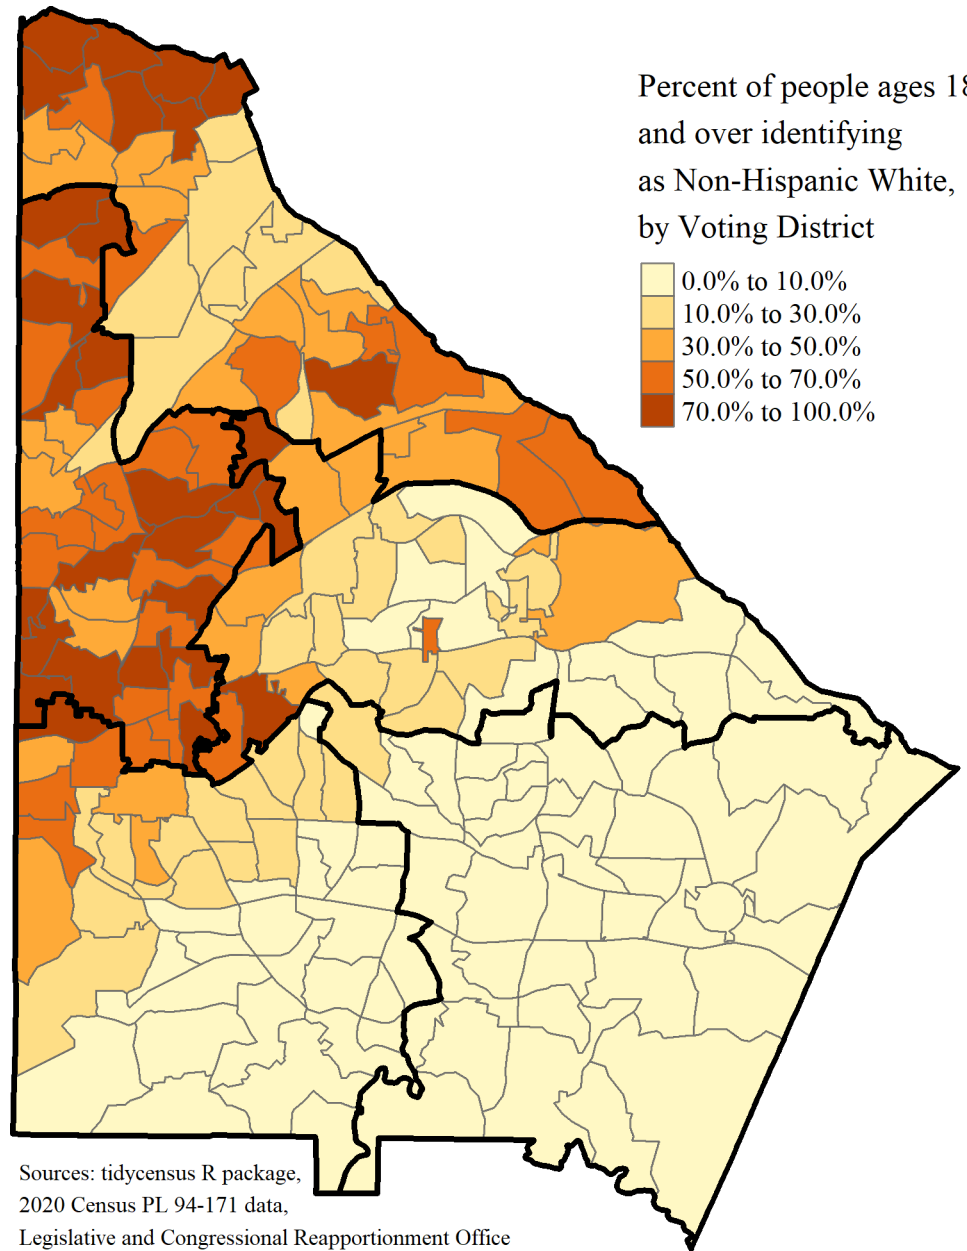 Percent of people ages 18
and over identifying
as Non-Hispanic White,
by Voting District
0.0% to 10.0%
10.0% to 30.0%
30.0% to 50.0%
50.0% to 70.0%
70.0% to 100.0%
Sources: tidycensus R package,
2020 Census PL 94-171 data,
Legislative and Congressional Reapportionment Office